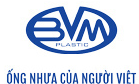 BVM
PLASTIC
ỐNG NHỰA CỦA NGƯỜI VIỆT